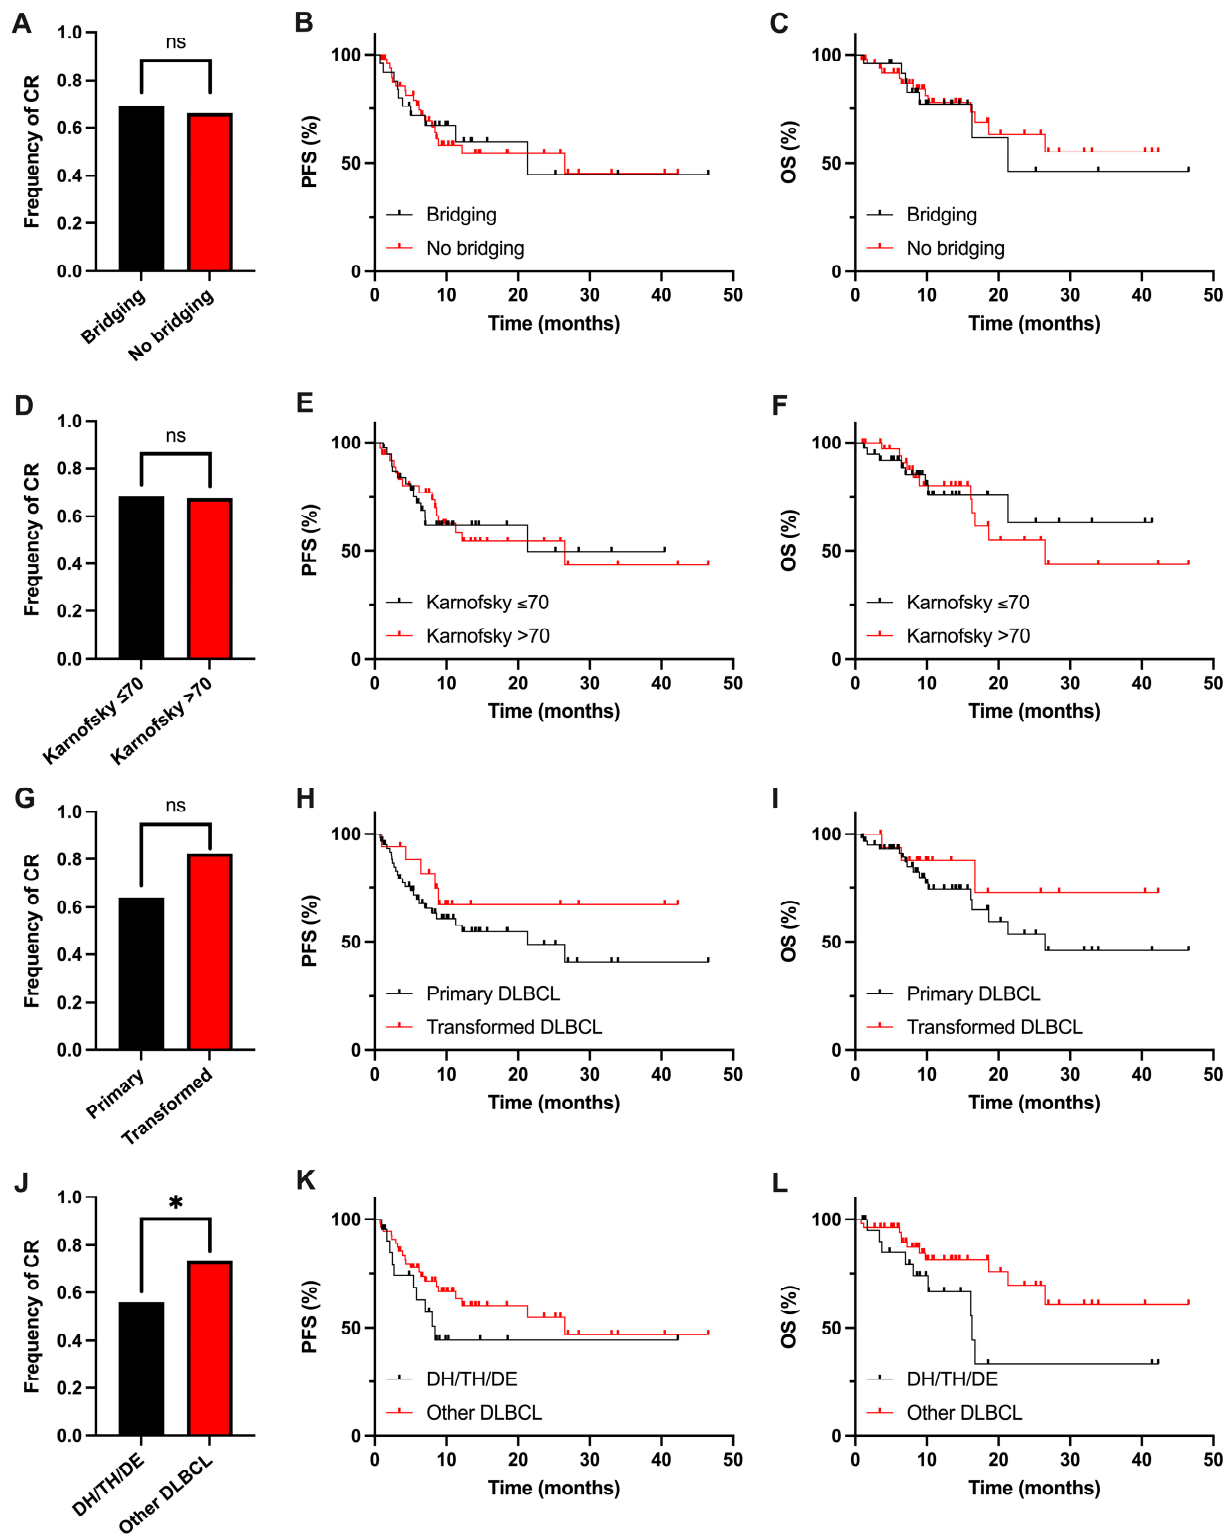 A
ns
1.0
0.8
0.6
0.4
0.2
0.0
Frequency of CR
Bridging
No bridging
B
100
50
0
PFS (%)
Bridging
No bridging
0 10 20 30 40 50
Time (months)
C
100
50
0
OS (%)
Bridging
No bridging
0 10 20 30 40 50
Time (months)
D
ns
1.0
0.8
0.6
0.4
0.2
0.0
Frequency of CR
Karnofsky ≤70
Karnofsky >70
E
100
50
0
PFS (%)
Karnofsky ≤70
Karnofsky >70
0 10 20 30 40 50
Time (months)
F
100
50
0
OS (%)
Karnofsky ≤70
Karnofsky >70
0 10 20 30 40 50
Time (months)
G
ns
1.0
0.8
0.6
0.4
0.2
0.0
Frequency of CR
Primary
Transformed
H
100
50
0
PFS (%)
Primary DLBCL
Transformed DLBCL
0 10 20 30 40 50
Time (months)
I
100
50
0
OS (%)
Primary DLBCL
Transformed DLBCL
0 10 20 30 40 50
Time (months)
J
*
1.0
0.8
0.6
0.4
0.2
0.0
Frequency of CR
DH/TH/DE
Other DLBCL
K
100
50
0
PFS (%)
DH/TH/DE
Other DLBCL
0 10 20 30 40 50
Time (months)
L
100
50
0
OS (%)
DH/TH/DE
Other DLBCL
0 10 20 30 40 50
Time (months)